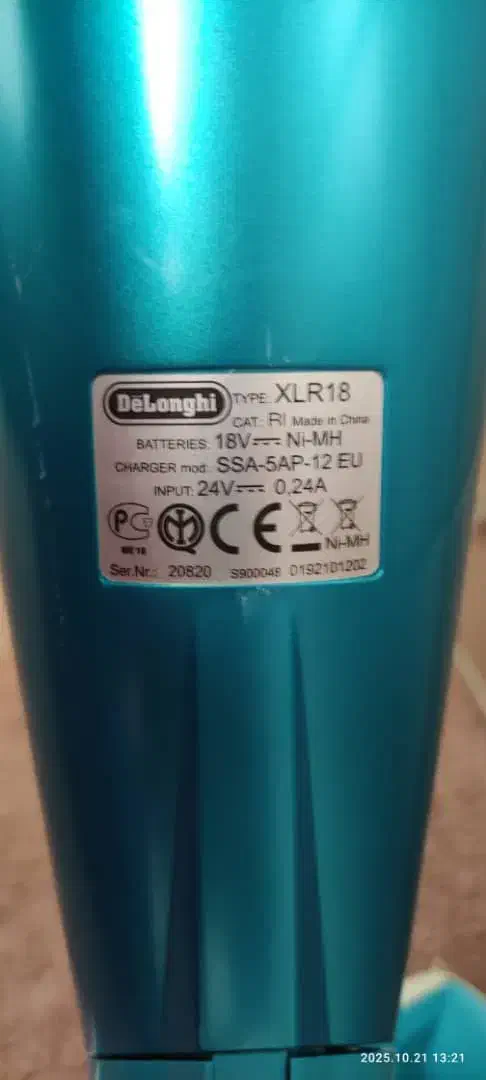 DeLonghi
TYPE: XLR18
CAT.: RI Made in China
BATTERIES: 18V Ni-MH
CHARGER mod: SSA-5AP-12 EU
INPUT: 24V 0,24A
Ni-MH
Ser.Nr.: 20820 S900046 0192101202
2025.10.21 13:21